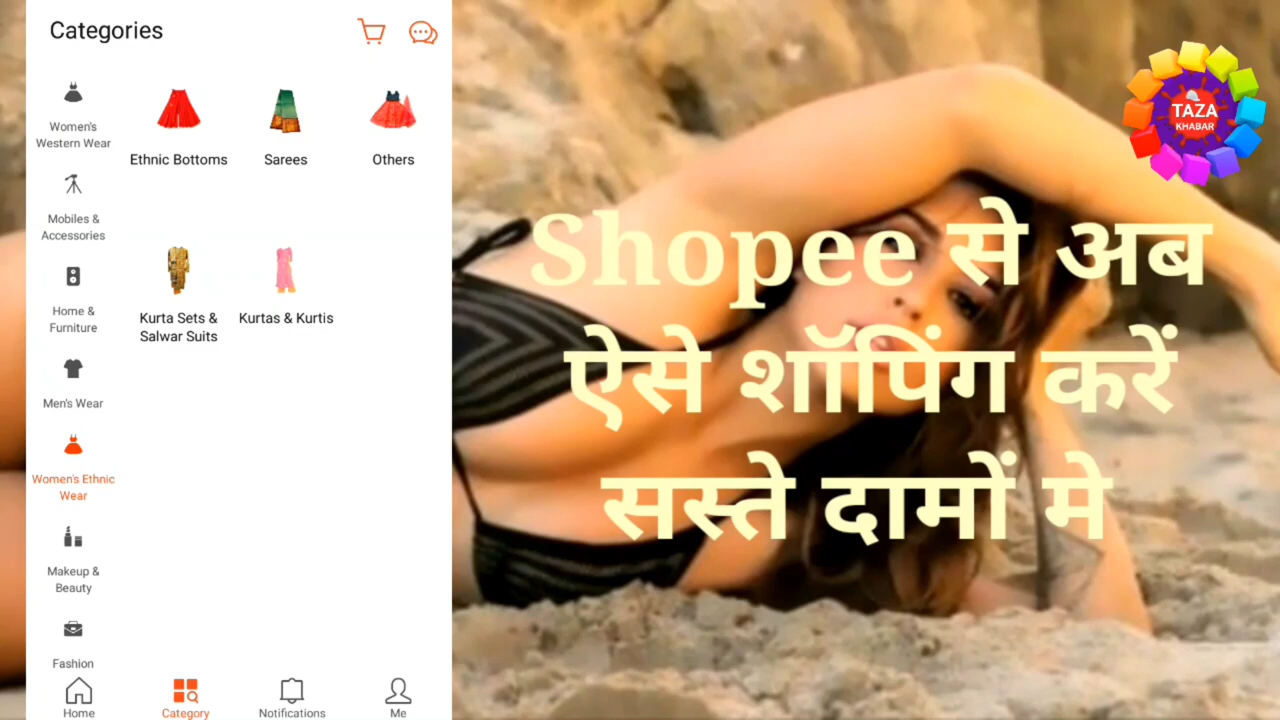 Categories
Women's
Western Wear
Mobiles &
Accessories
Home &
Furniture
Men's Wear
Women's Ethnic
Wear
Makeup &
Beauty
Fashion
Ethnic Bottoms
Sarees
Others
Kurta Sets &
Salwar Suits
Kurtas & Kurtis
Home
Category
Notifications
Me
TAZA
KHABAR
Shopee से अब
ऐसे शॉपिंग करें
सस्ते दामों मे